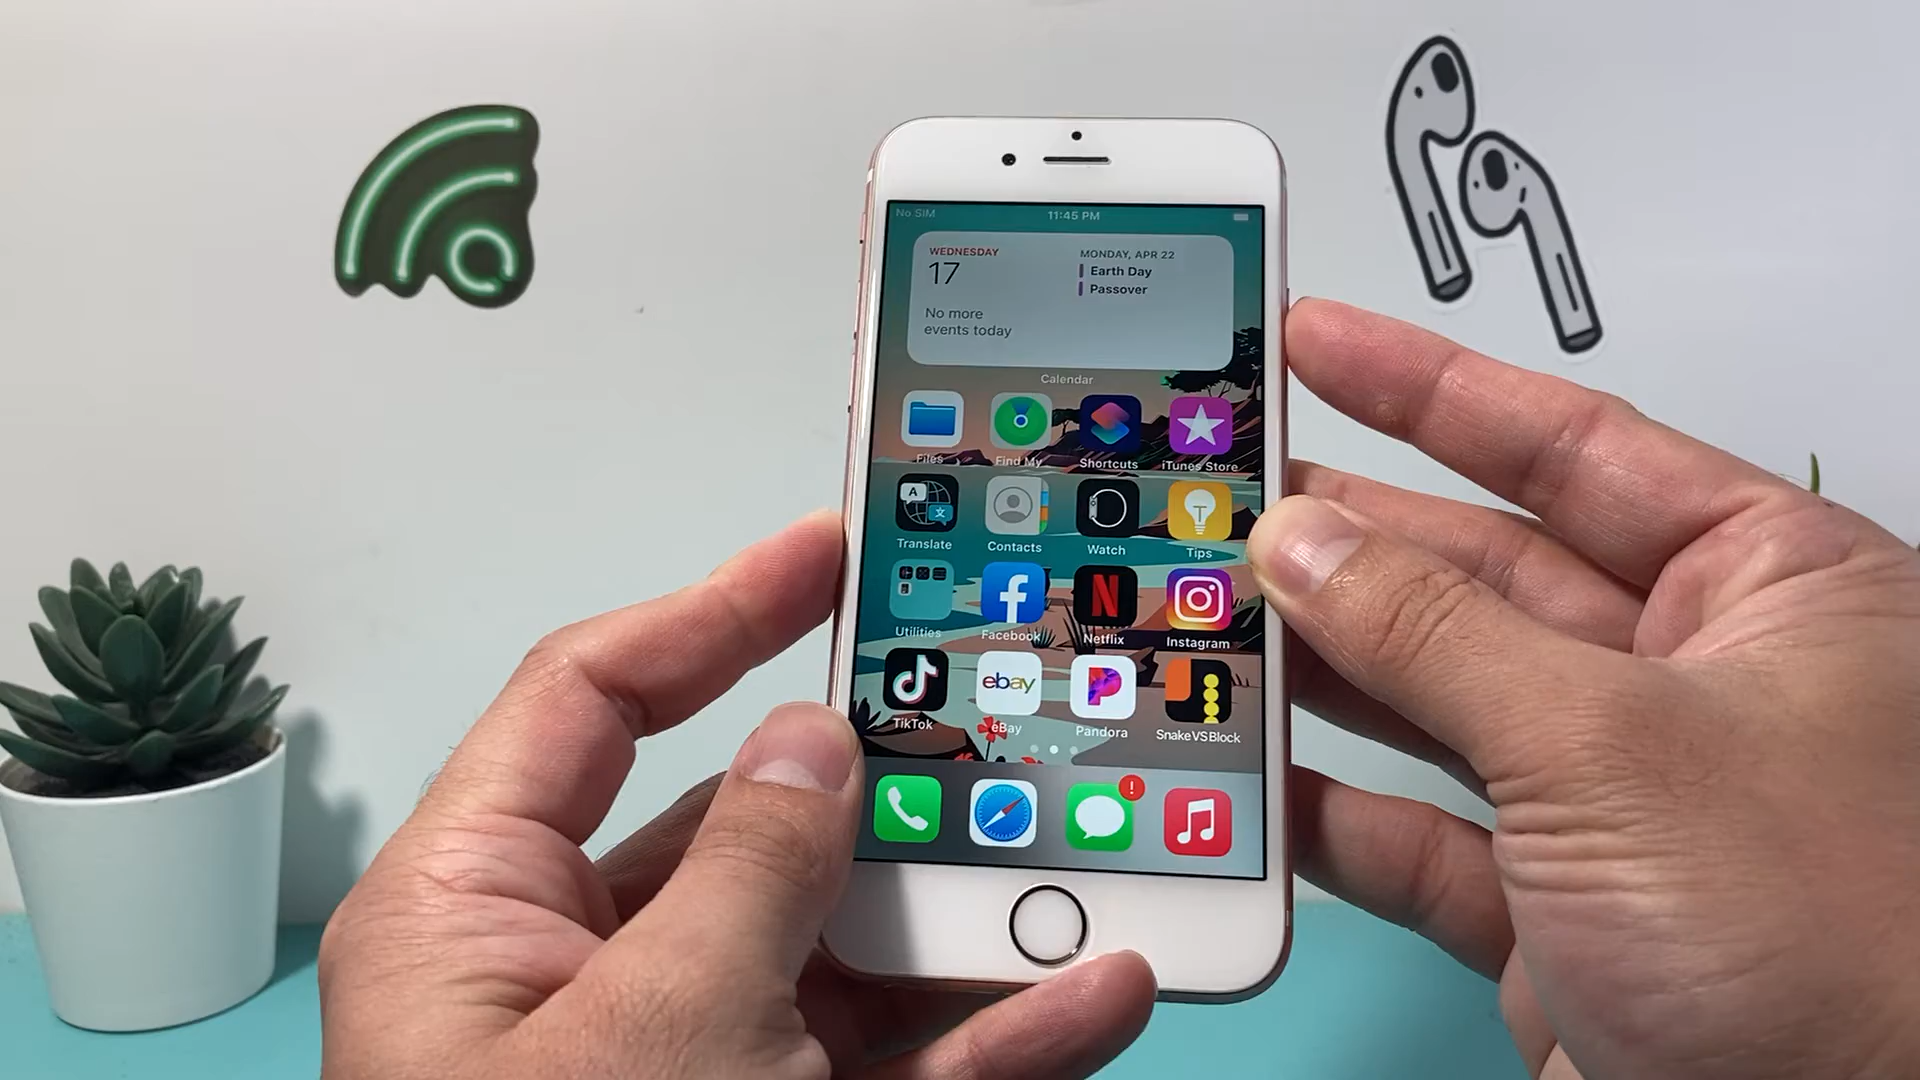 No SIM
11:45 PM
WEDNESDAY
17
No more
events today
MONDAY, APR 22
Earth Day
Passover
Calendar
Files
Find My
Shortcuts
iTunes Store
A
文
Translate
Contacts
Watch
T
Tips
Utilities
f
Facebook
N
Netflix
Instagram
TikTok
ebay
eBay
P
Pandora
SnakeVSBlock
!